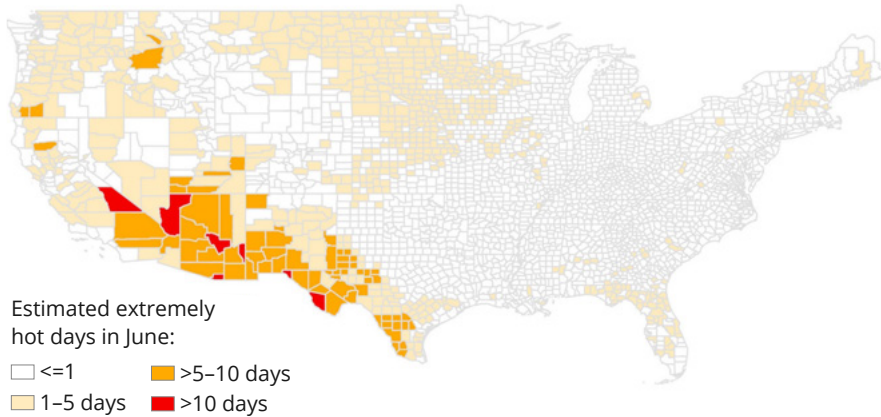 Estimated extremely
hot days in June:
<=1
>5–10 days
1–5 days
>10 days